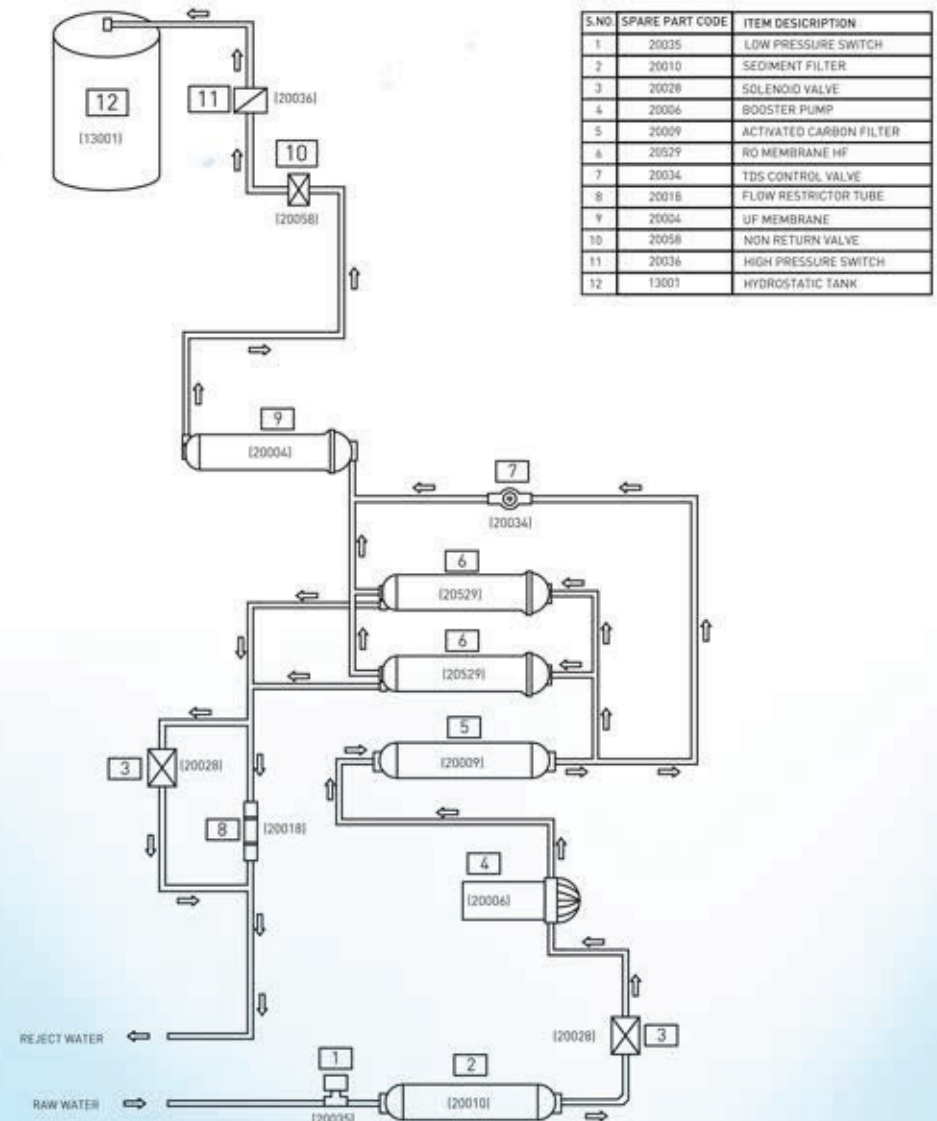 S.NO. SPARE PART CODE ITEM DESICRIPTION
1 20035 LOW PRESSURE SWITCH
2 20010 SEDIMENT FILTER
3 20028 SOLENOID VALVE
4 20006 BOOSTER PUMP
5 20009 ACTIVATED CARBON FILTER
6 20529 RO MEMBRANE HF
7 20034 TDS CONTROL VALVE
8 20018 FLOW RESTRICTOR TUBE
9 20004 UF MEMBRANE
10 20058 NON RETURN VALVE
11 20036 HIGH PRESSURE SWITCH
12 13001 HYDROSTATIC TANK
12
(13001)
11 (20036)
10
(20058)
9
(20004)
7
(20034)
6
(20529)
6
(20529)
5
(20009)
3 (20028)
8 (20018)
4
(20006)
(20028) 3
REJECT WATER
1
2
RAW WATER
(20035)
(20010)